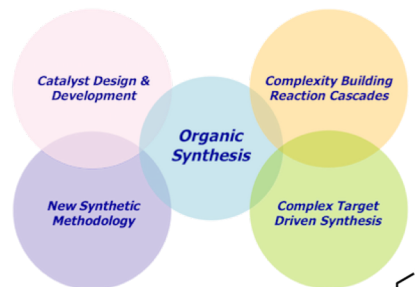 Catalyst Design &
Development
Complexity Building
Reaction Cascades
Organic
Synthesis
New Synthetic
Methodology
Complex Target
Driven Synthesis